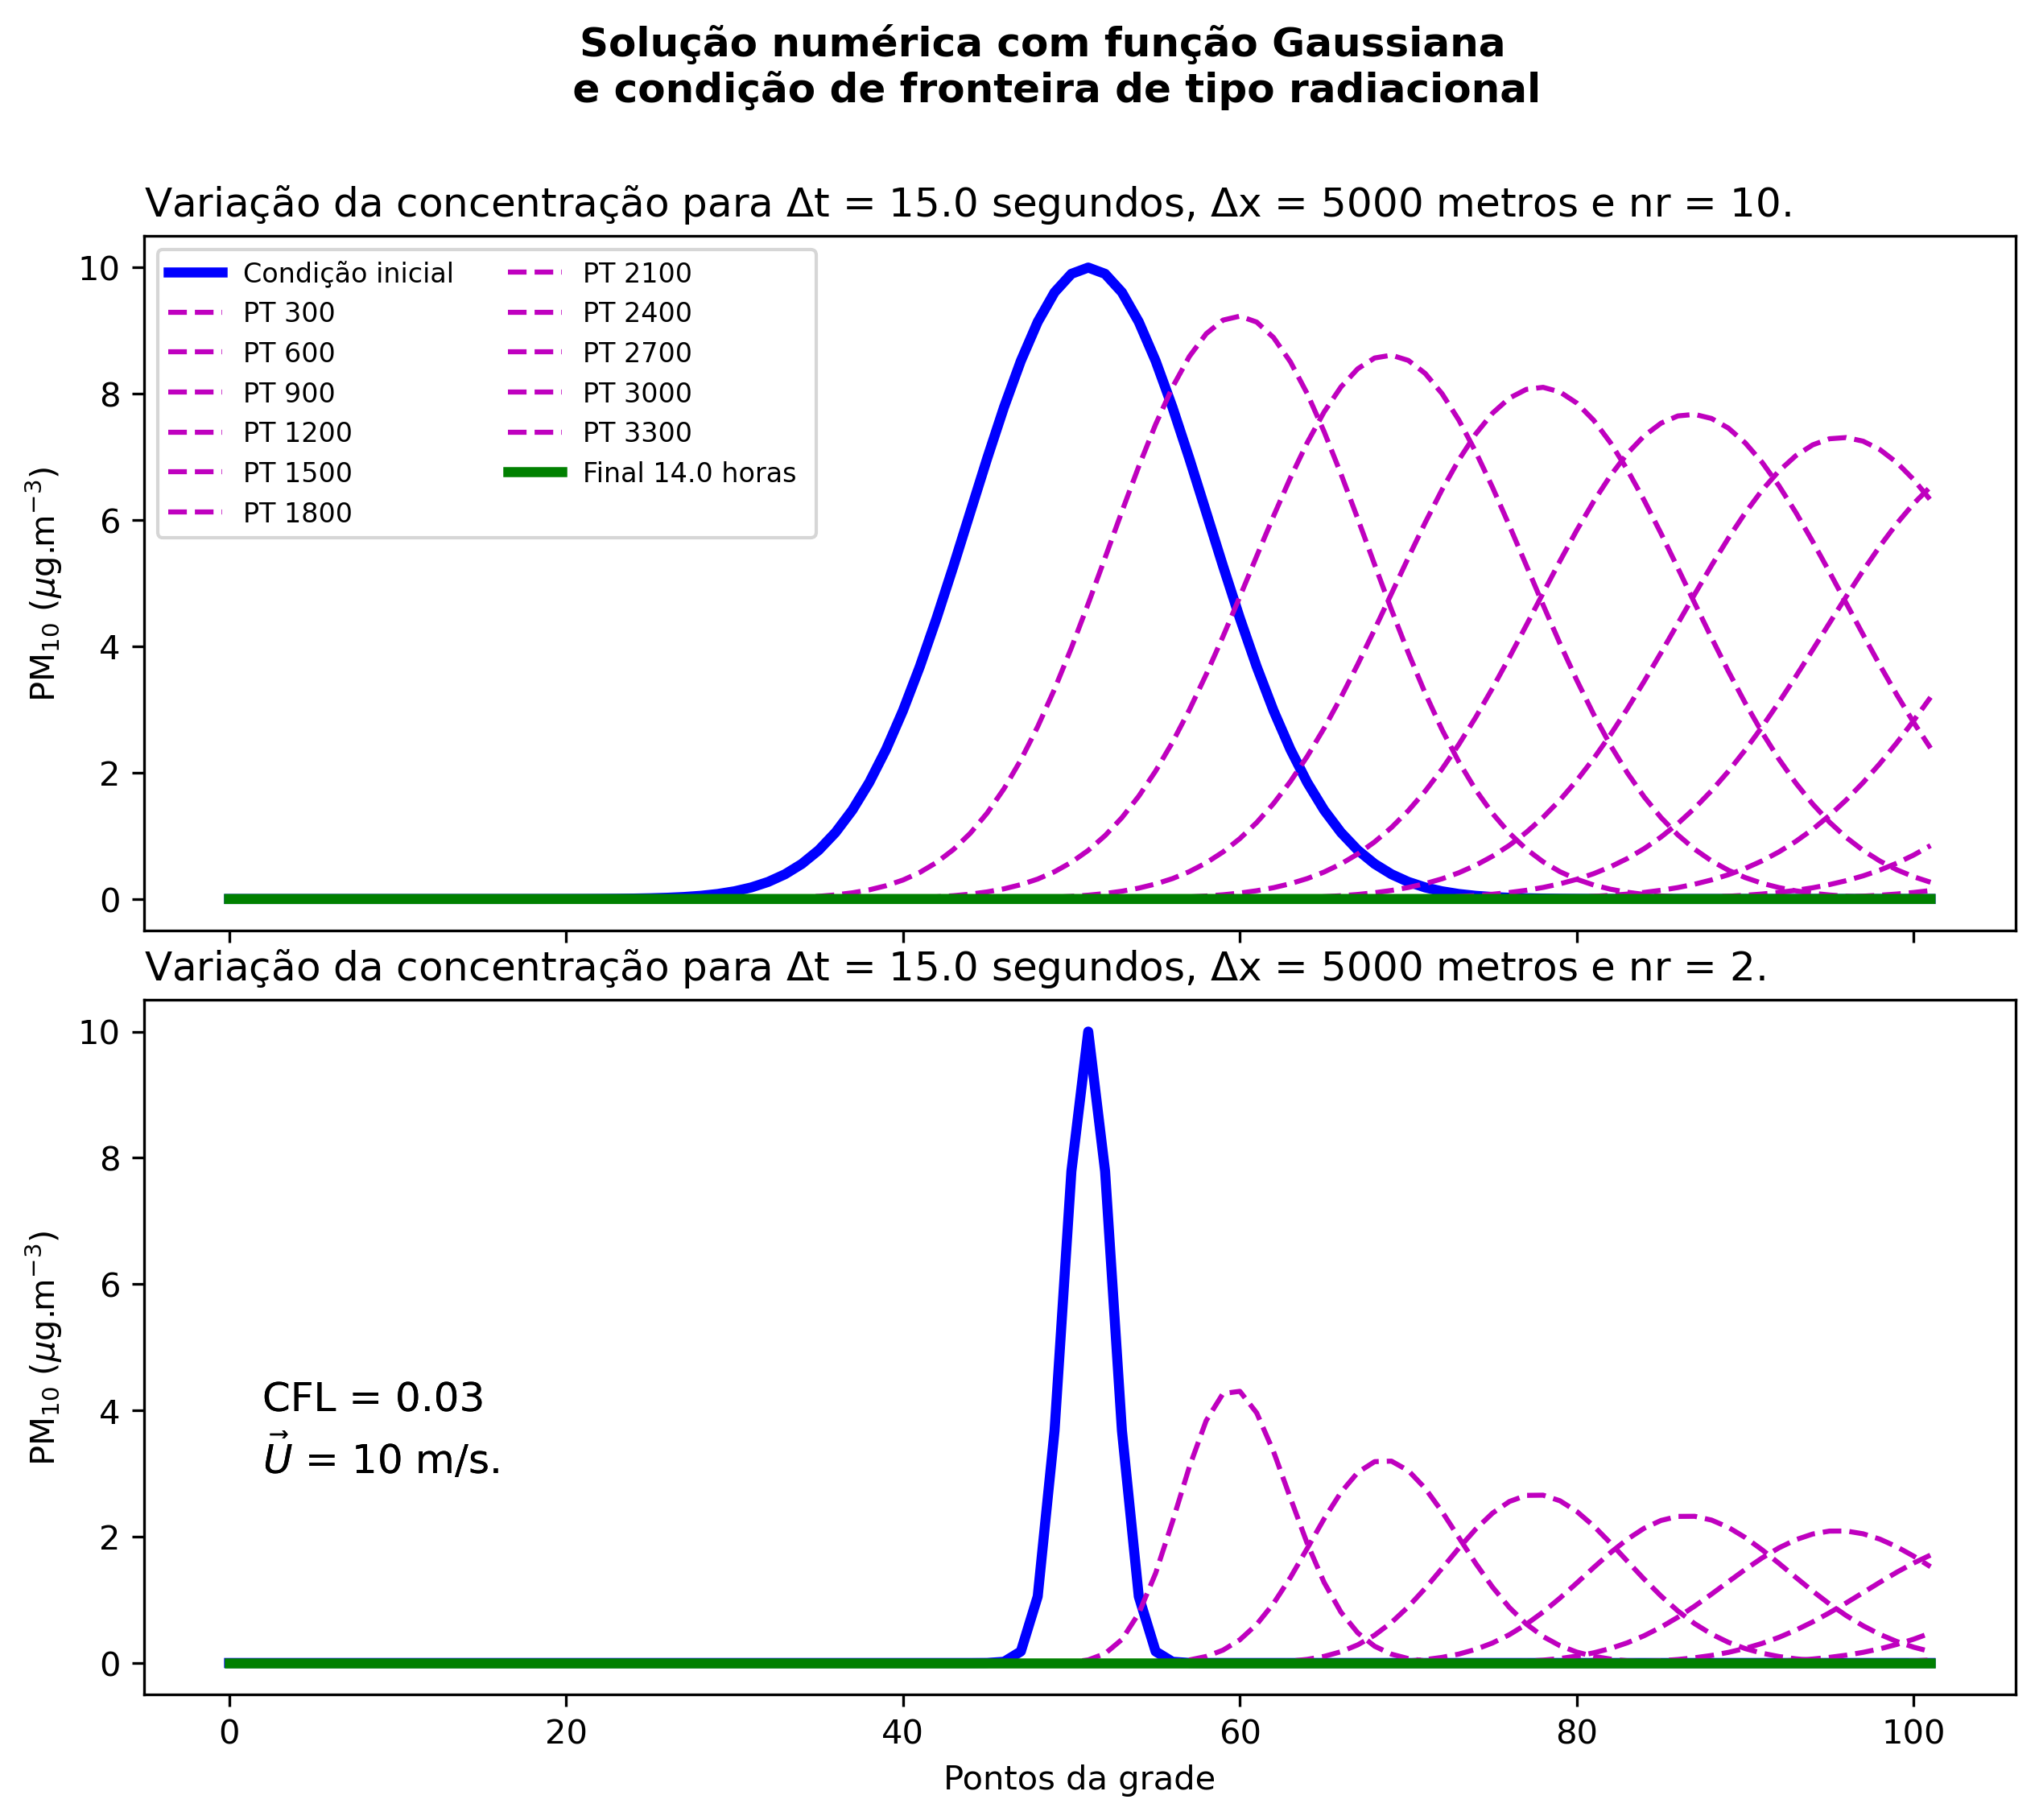 Solução numérica com função Gaussiana
e condição de fronteira de tipo radiacional
Variação da concentração para Δt = 15.0 segundos, Δx = 5000 metros e nr = 10.
PM₁₀ (μg.m⁻³)
10
8
6
4
2
0
Condição inicial
PT 300
PT 600
PT 900
PT 1200
PT 1500
PT 1800
PT 2100
PT 2400
PT 2700
PT 3000
PT 3300
Final 14.0 horas
Variação da concentração para Δt = 15.0 segundos, Δx = 5000 metros e nr = 2.
PM₁₀ (μg.m⁻³)
10
8
6
4
2
0
CFL = 0.03
U⃗ = 10 m/s.
0 20 40 60 80 100
Pontos da grade